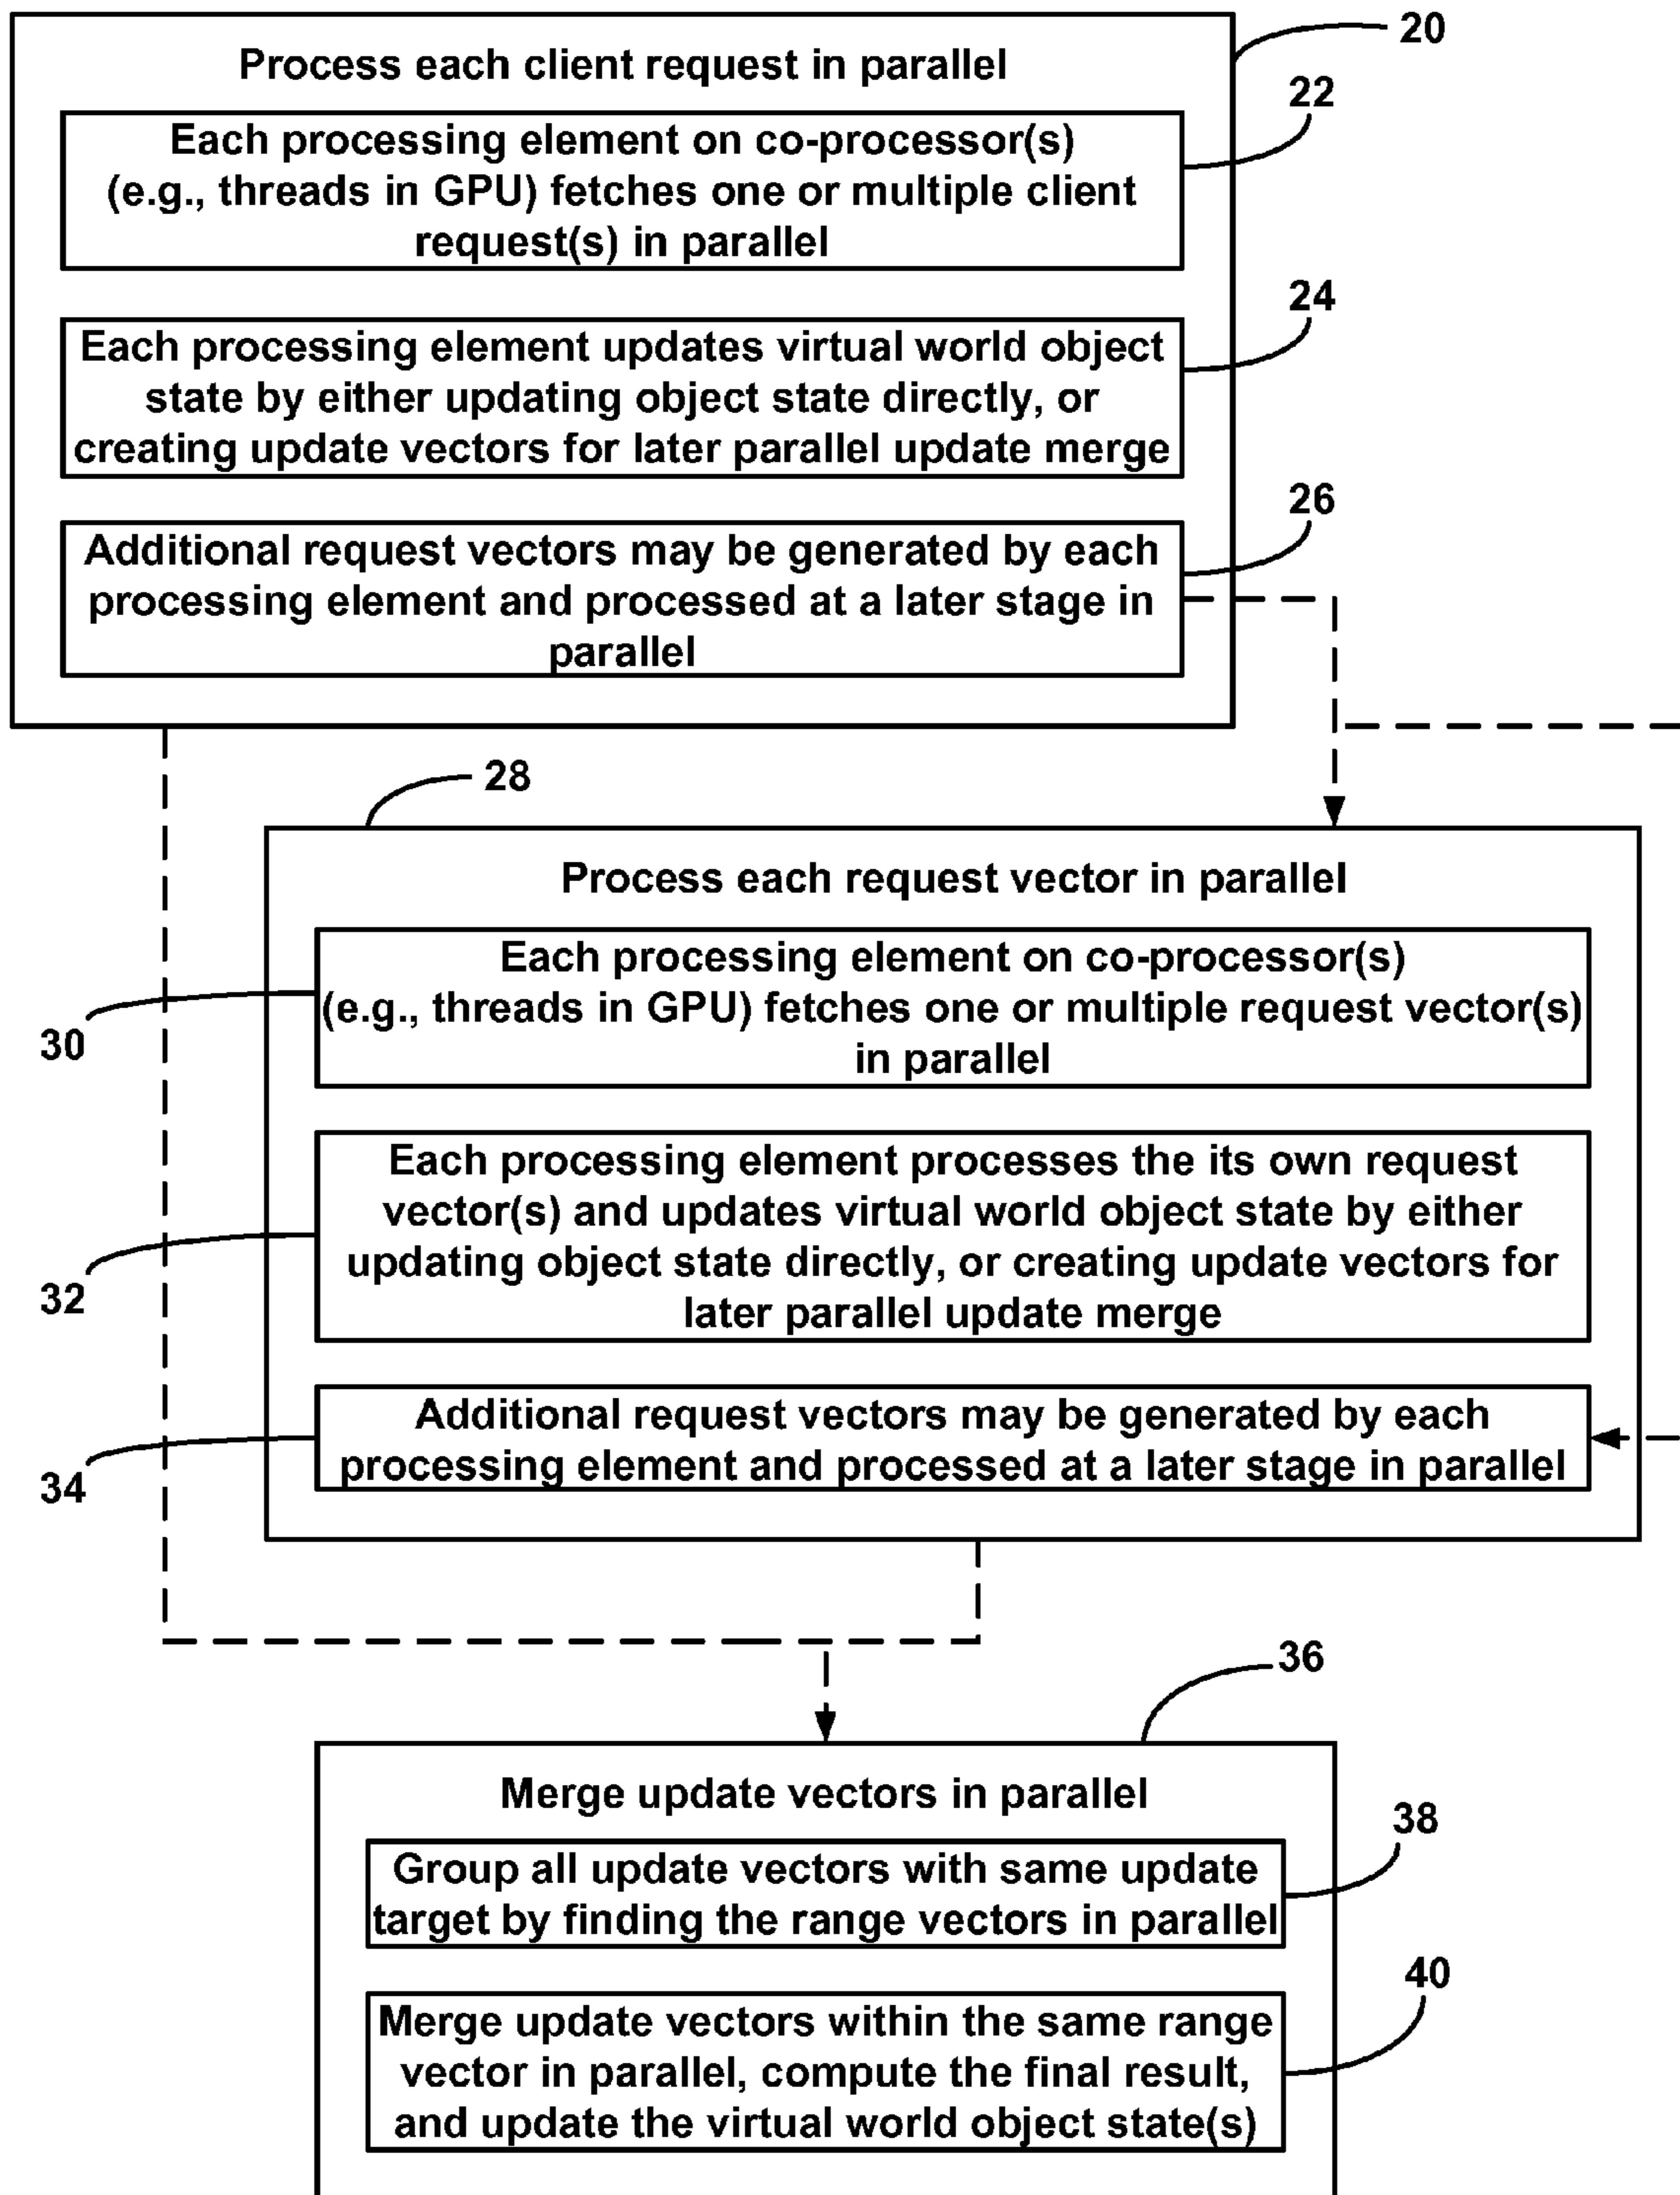 20
Process each client request in parallel
22
Each processing element on co-processor(s)
(e.g., threads in GPU) fetches one or multiple client
request(s) in parallel
24
Each processing element updates virtual world object
state by either updating object state directly, or
creating update vectors for later parallel update merge
26
Additional request vectors may be generated by each
processing element and processed at a later stage in
parallel
28
Process each request vector in parallel
Each processing element on co-processor(s)
(e.g., threads in GPU) fetches one or multiple request vector(s)
in parallel
30
Each processing element processes the its own request
vector(s) and updates virtual world object state by either
updating object state directly, or creating update vectors for
later parallel update merge
32
Additional request vectors may be generated by each
processing element and processed at a later stage in parallel
34
36
Merge update vectors in parallel
38
Group all update vectors with same update
target by finding the range vectors in parallel
40
Merge update vectors within the same range
vector in parallel, compute the final result,
and update the virtual world object state(s)